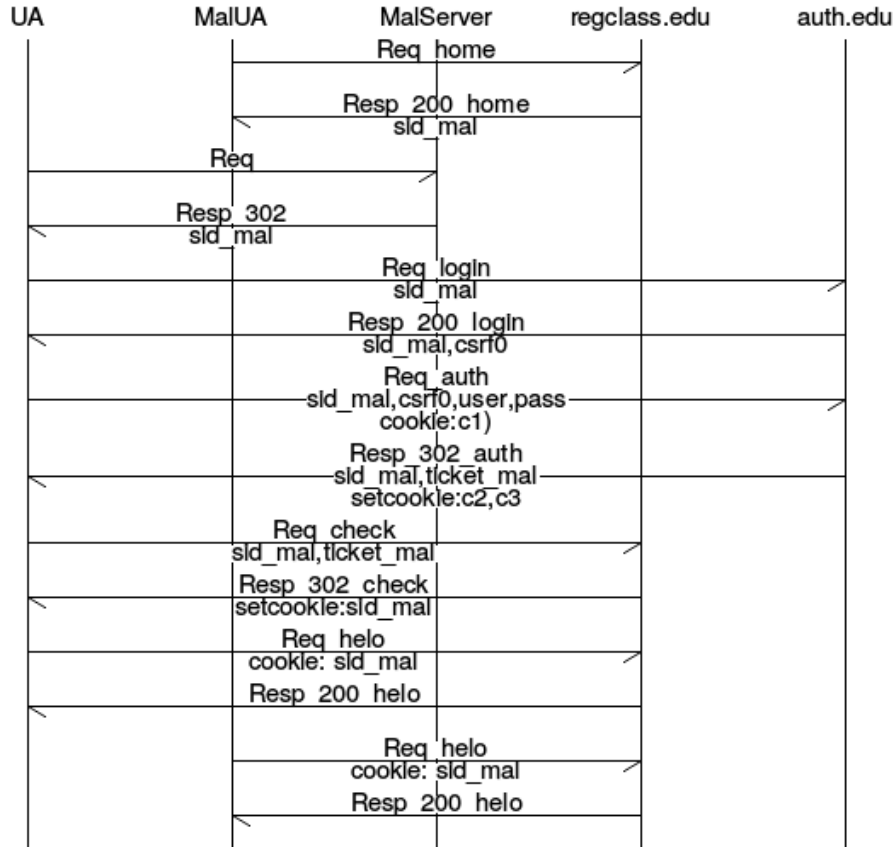 UA MalUA MalServer regclass.edu auth.edu
Req_home
Resp_200_home
sid_mal
Req
Resp_302
sid_mal
Req_login
sid_mal
Resp_200_login
sid_mal,csrf0
Req_auth
sid_mal,csrf0,user,pass
cookie:c1)
Resp_302_auth
sid_mal,ticket_mal
setcookie:c2,c3
Req_check
sid_mal,ticket_mal
Resp_302_check
setcookie:sid_mal
Req_helo
cookie: sid_mal
Resp_200_helo
Req_helo
cookie: sid_mal
Resp_200_helo